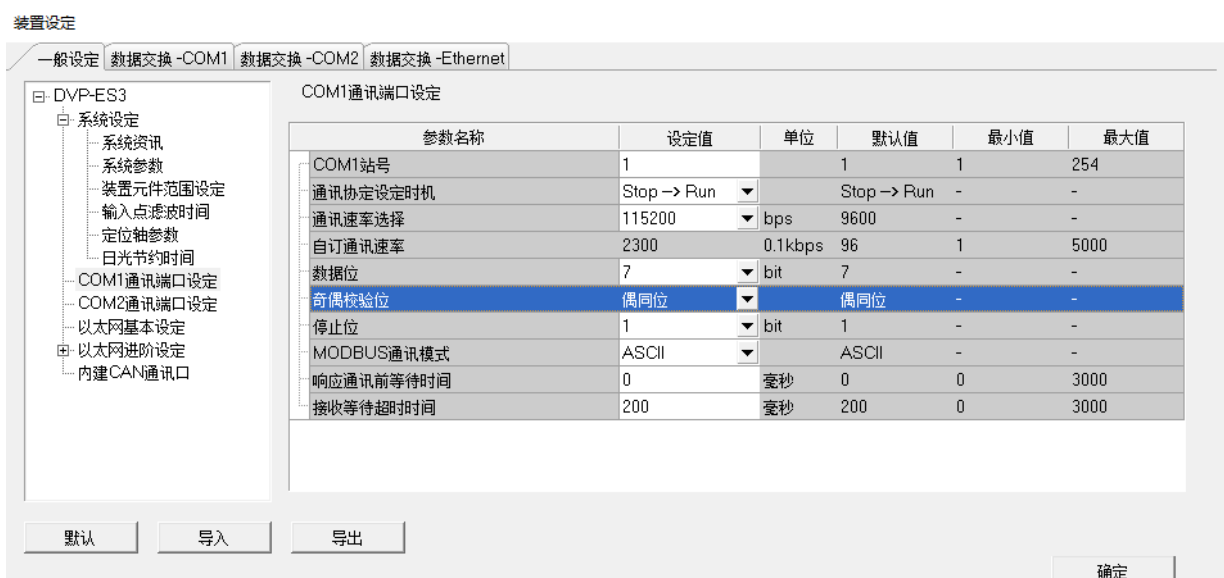 装置设定
一般设定 数据交换 -COM1 数据交换 -COM2 数据交换 -Ethernet
DVP-ES3
系统设定
系统资讯
系统参数
装置元件范围设定
输入点滤波时间
定位轴参数
日光节约时间
COM1通讯端口设定
COM2通讯端口设定
以太网基本设定
以太网进阶设定
内建CAN通讯口
COM1通讯端口设定
参数名称 设定值 单位 默认值 最小值 最大值
COM1站号 1 1 1 254
通讯协定设定时机 Stop -> Run Stop -> Run - -
通讯速率选择 115200 bps 9600 - -
自订通讯速率 2300 0.1kbps 96 1 5000
数据位 7 bit 7 - -
奇偶校验位 偶同位 偶同位 - -
停止位 1 bit 1 - -
MODBUS通讯模式 ASCII ASCII - -
响应通讯前等待时间 0 毫秒 0 0 3000
接收等待超时时间 200 毫秒 200 0 3000
默认 导入 导出
确定